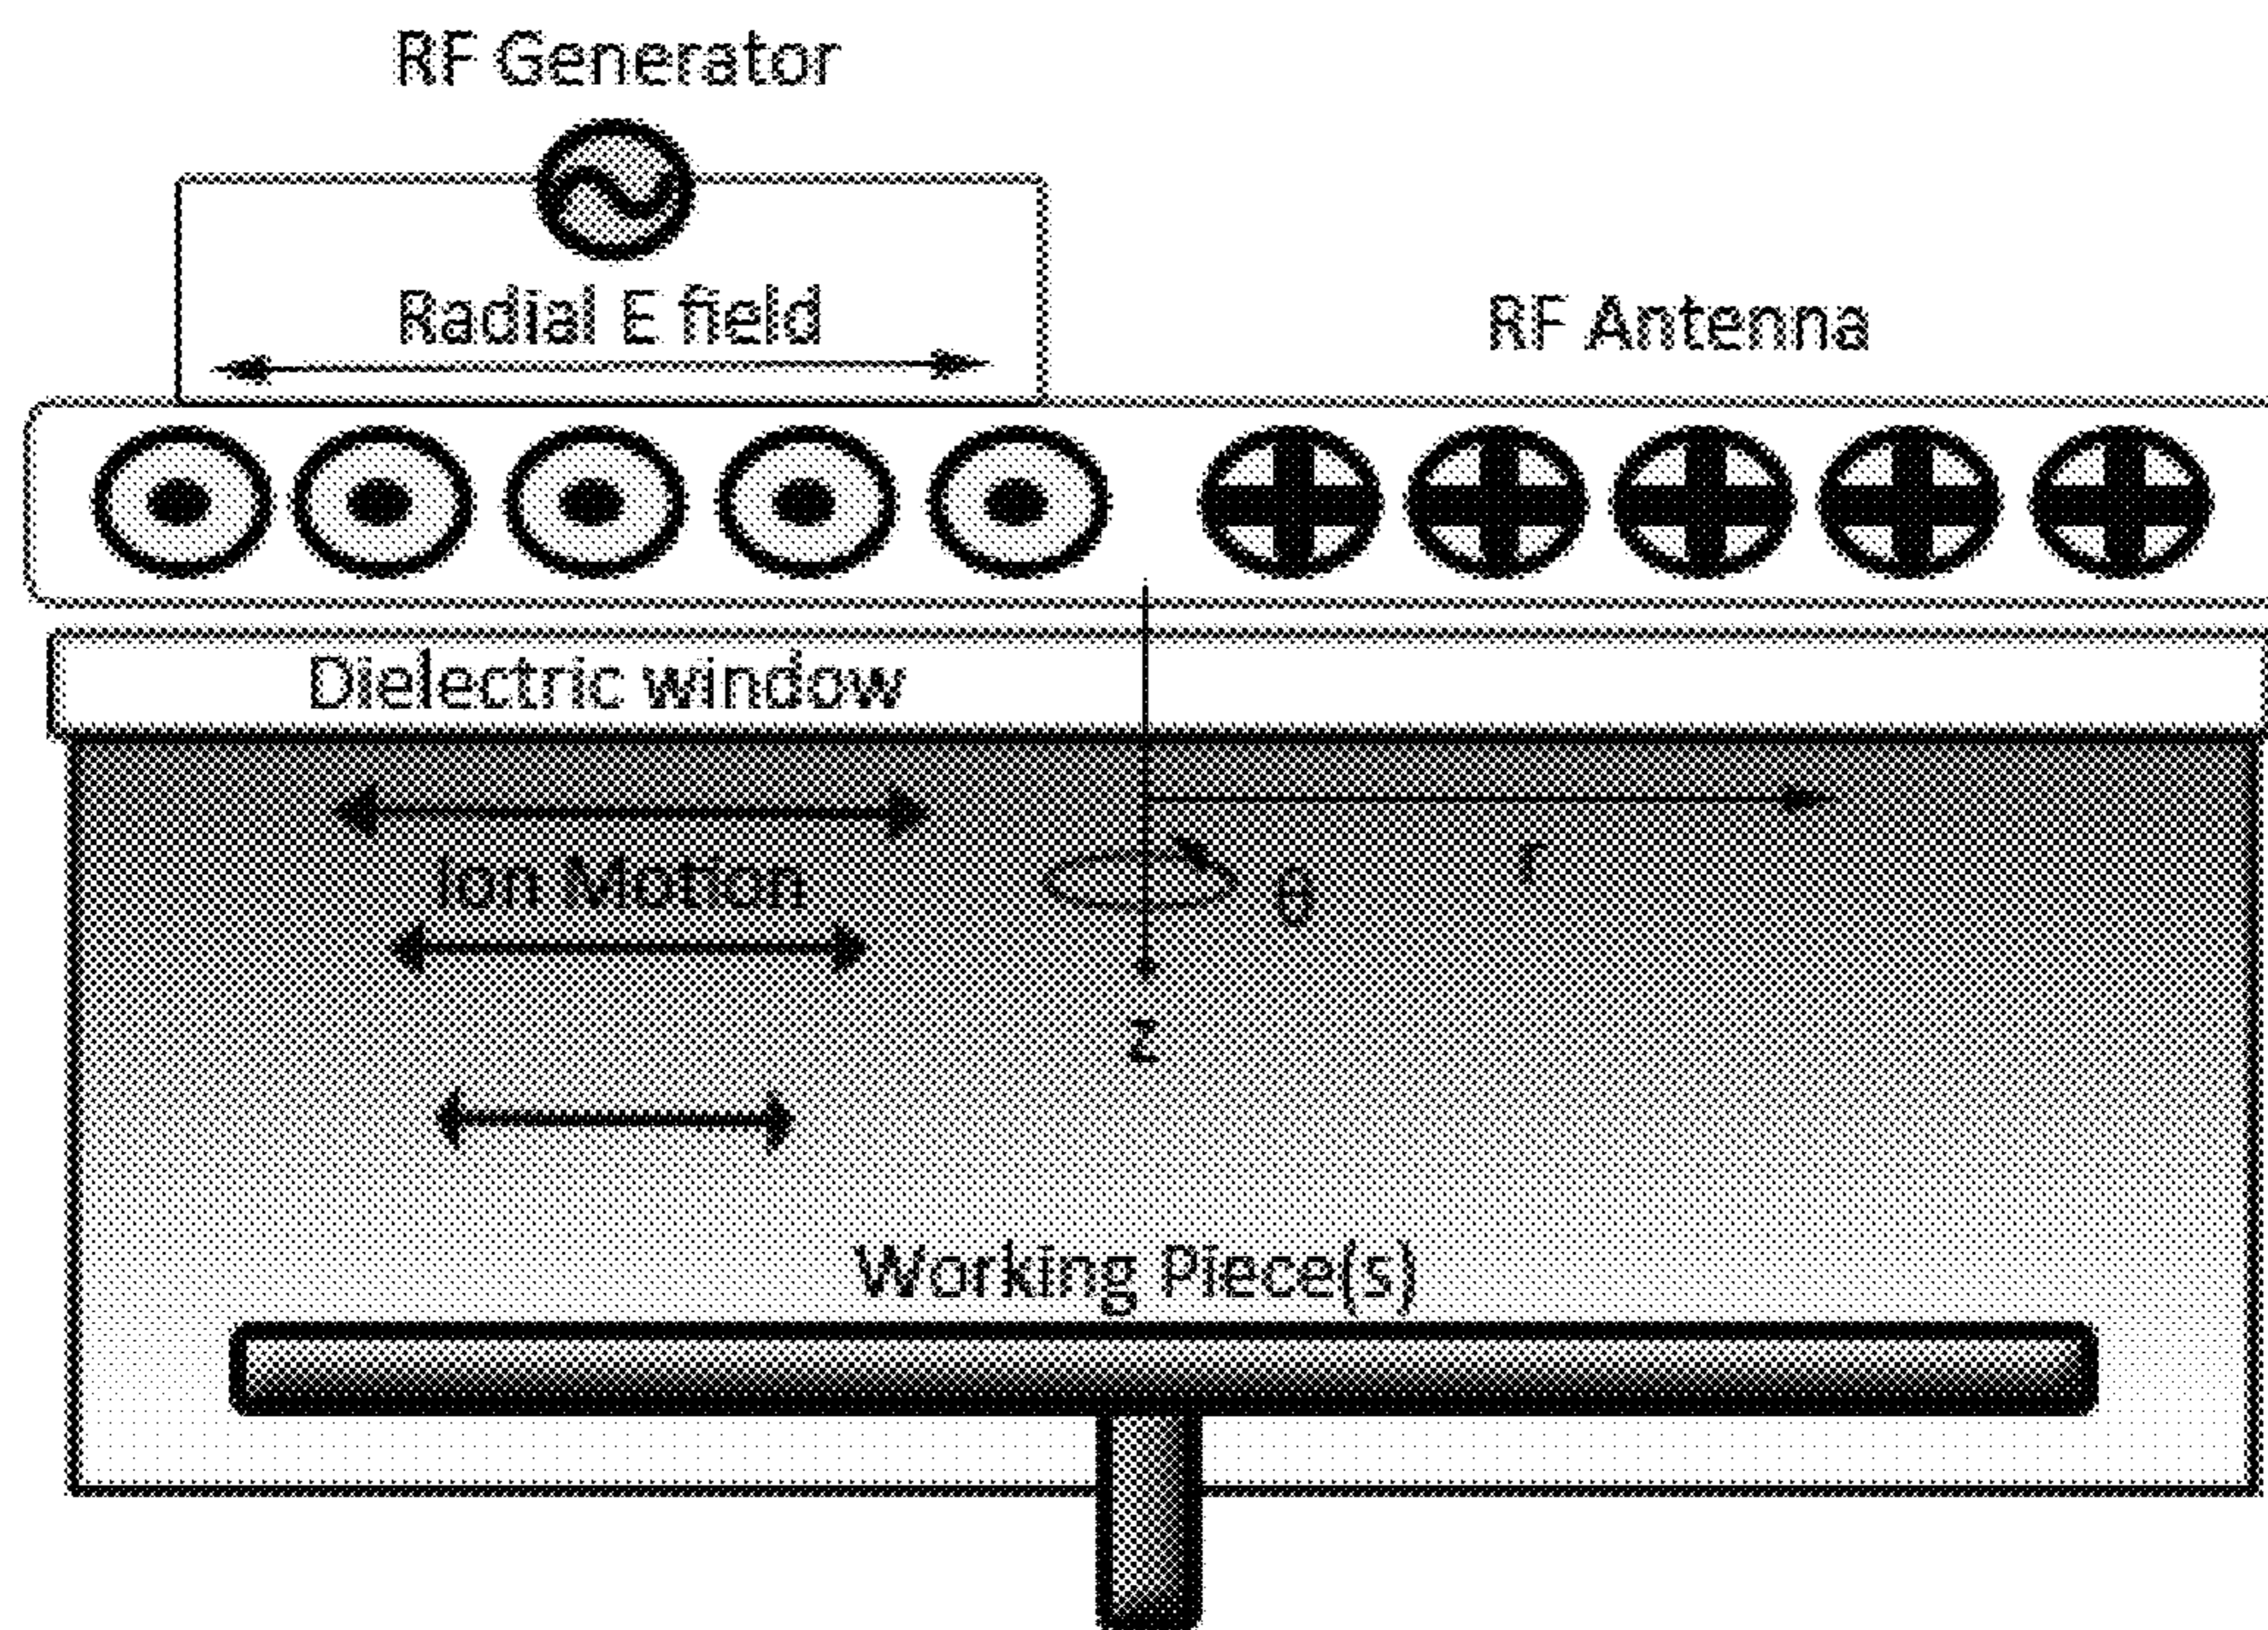 RF Generator
Radial E field
RF Antenna
Dielectric window
Ion Motion
θ
r
z
Working Piece(s)